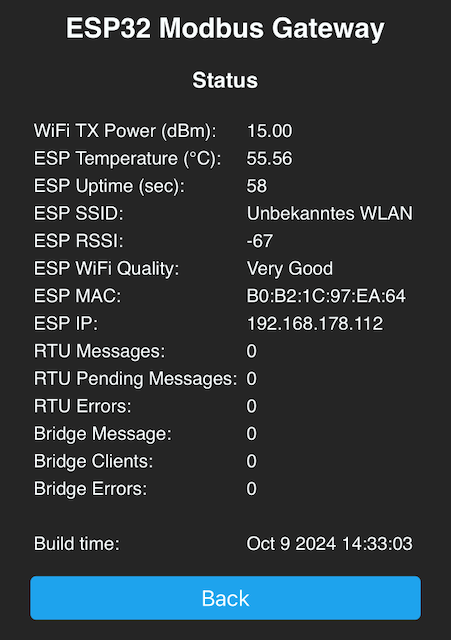 ESP32 Modbus Gateway
Status
WiFi TX Power (dBm): 15.00
ESP Temperature (°C): 55.56
ESP Uptime (sec): 58
ESP SSID: Unbekanntes WLAN
ESP RSSI: -67
ESP WiFi Quality: Very Good
ESP MAC: B0:B2:1C:97:EA:64
ESP IP: 192.168.178.112
RTU Messages: 0
RTU Pending Messages: 0
RTU Errors: 0
Bridge Message: 0
Bridge Clients: 0
Bridge Errors: 0
Build time: Oct 9 2024 14:33:03
Back